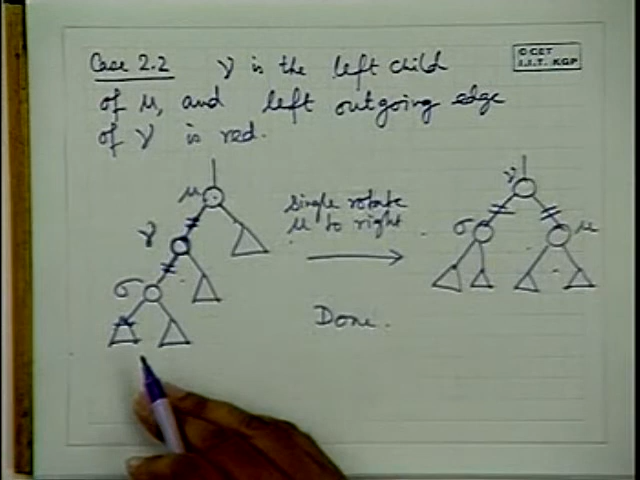 Case 2.2 γ is the left child
of μ, and left outgoing edge
of γ is red.
© CET
I.I.T. KGP
μ
γ
σ
single rotate
μ to right
γ
σ
μ
Done.